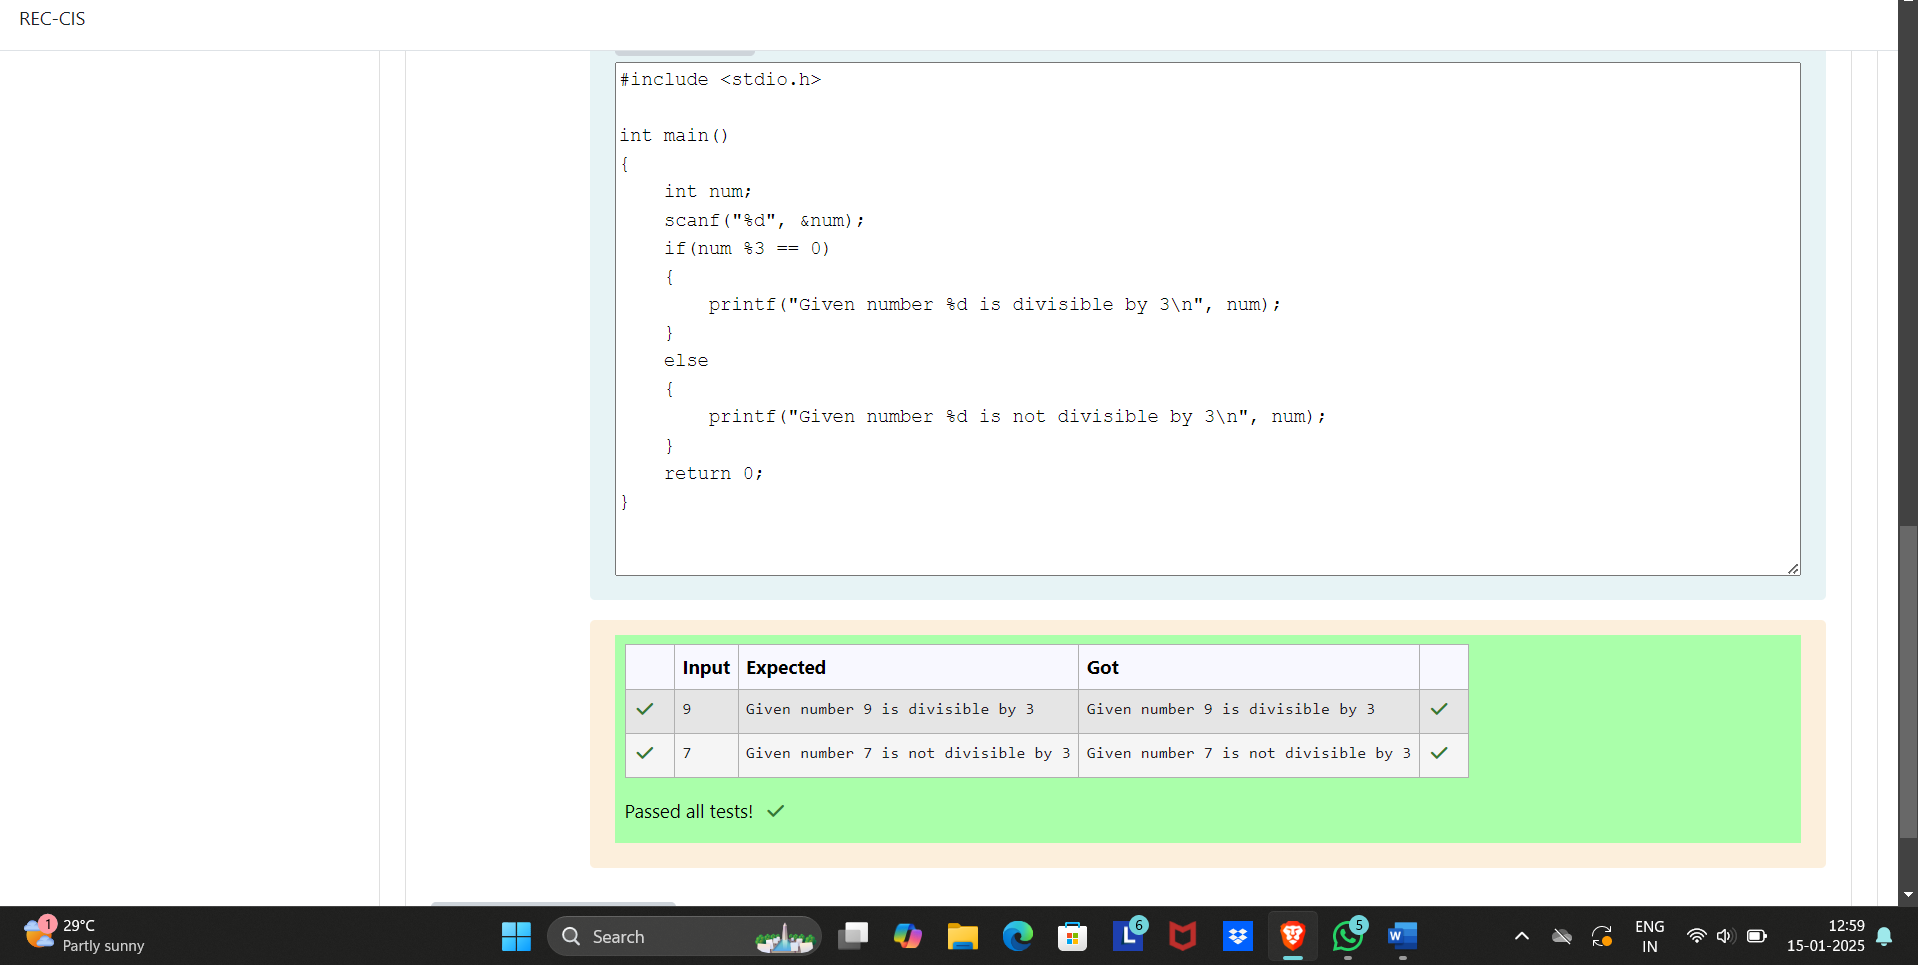 REC-CIS
#include <stdio.h>
int main()
{
    int num;
    scanf("%d", &num);
    if(num %3 == 0)
    {
        printf("Given number %d is divisible by 3\n", num);
    }
    else
    {
        printf("Given number %d is not divisible by 3\n", num);
    }
    return 0;
}
Input Expected Got
9 Given number 9 is divisible by 3 Given number 9 is divisible by 3
7 Given number 7 is not divisible by 3 Given number 7 is not divisible by 3
Passed all tests!
1 29°C
Partly sunny
Search
L 6
5
W
ENG
IN
12:59
15-01-2025